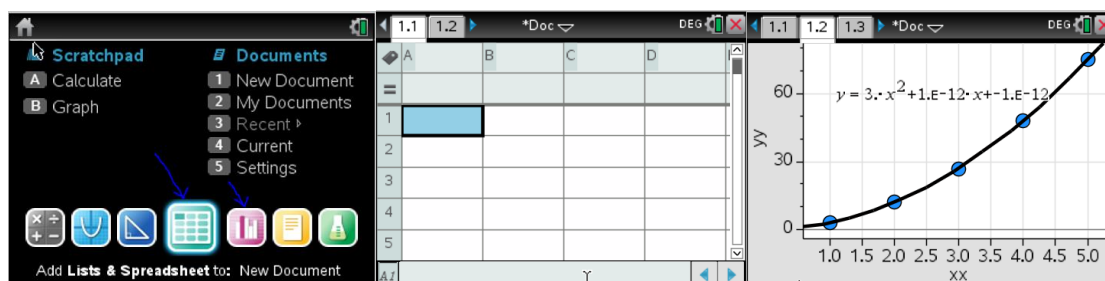 Scratchpad
A Calculate
B Graph
Documents
1 New Document
2 My Documents
3 Recent ▸
4 Current
5 Settings
Add Lists & Spreadsheet to: New Document
1.1 1.2 *Doc DEG
A B C D
=
1
2
3
4
5
A1
1.1 1.2 1.3 *Doc DEG
y = 3.·x²+1.E-12·x+-1.E-12
60
30
0
yy
1.0 1.5 2.0 2.5 3.0 3.5 4.0 4.5 5.0
xx